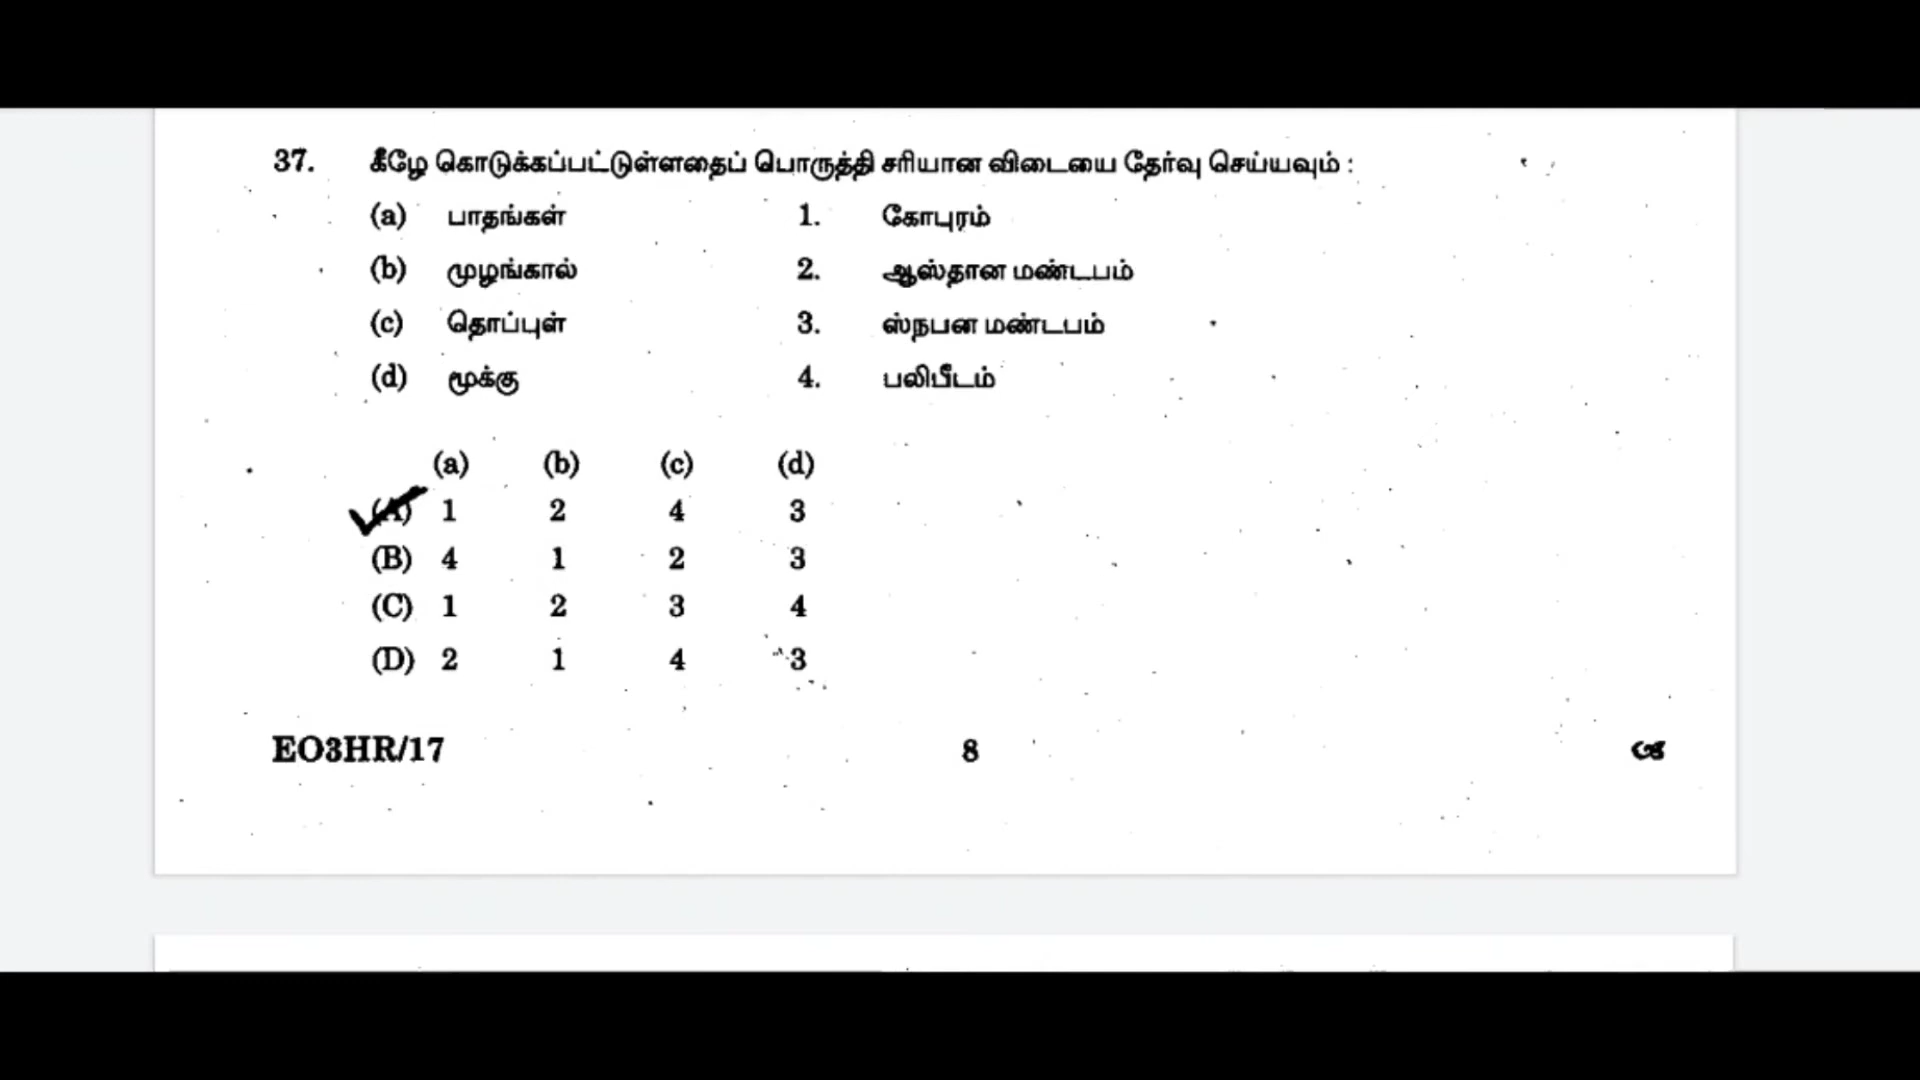 37. கீழே கொடுக்கப்பட்டுள்ளதைப் பொருத்தி சரியான விடையை தேர்வு செய்யவும் :
(a) பாதங்கள் 1. கோபுரம்
(b) முழங்கால் 2. ஆஸ்தான மண்டபம்
(c) தொப்புள் 3. ஸ்நபன மண்டபம்
(d) மூக்கு 4. பலிபீடம்
(a) (b) (c) (d)
(A) 1 2 4 3
(B) 4 1 2 3
(C) 1 2 3 4
(D) 2 1 4 3
EO3HR/17 8